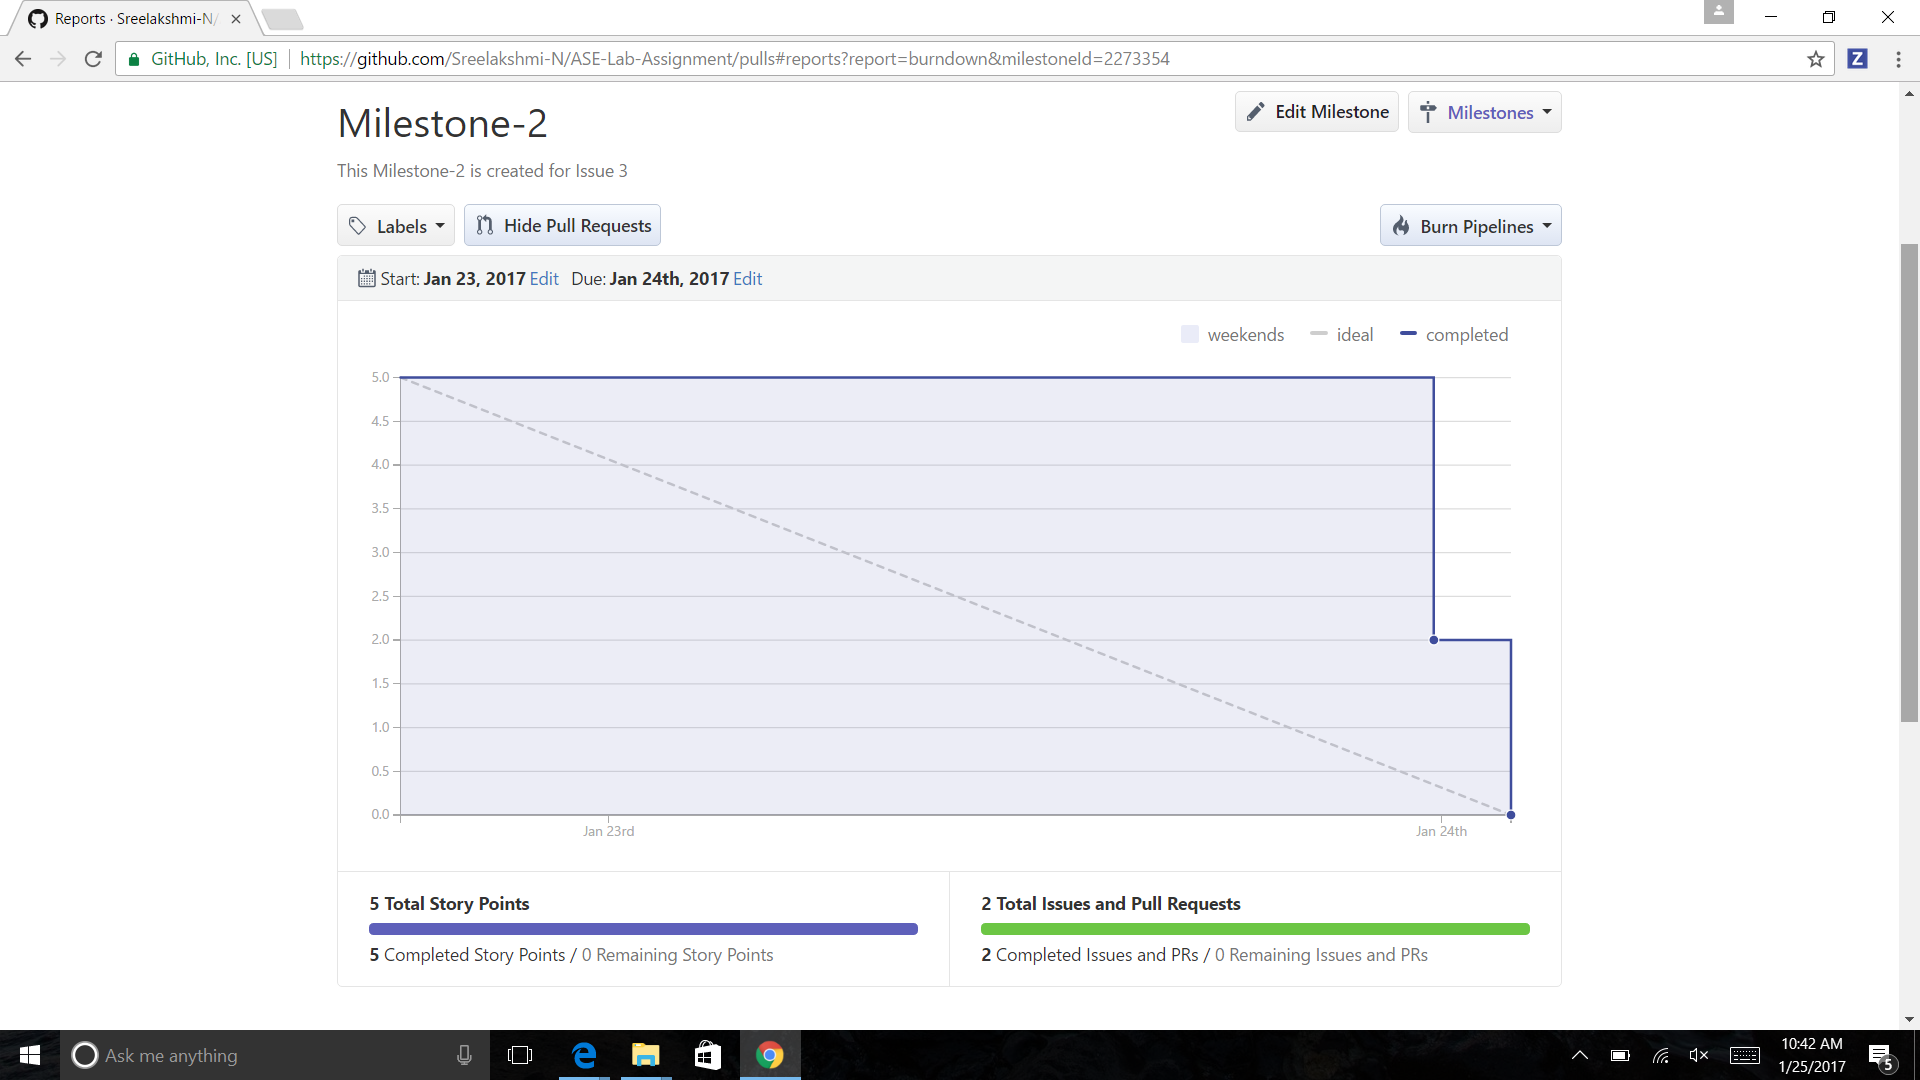 Reports · Sreelakshmi-N/
GitHub, Inc. [US] https://github.com/Sreelakshmi-N/ASE-Lab-Assignment/pulls#reports?report=burndown&milestoneId=2273354
Z
Milestone-2
Edit Milestone
Milestones
This Milestone-2 is created for Issue 3
Labels
Hide Pull Requests
Burn Pipelines
Start: Jan 23, 2017 Edit Due: Jan 24th, 2017 Edit
weekends ideal completed
5.0
4.5
4.0
3.5
3.0
2.5
2.0
1.5
1.0
0.5
0.0
Jan 23rd Jan 24th
5 Total Story Points
5 Completed Story Points / 0 Remaining Story Points
2 Total Issues and Pull Requests
2 Completed Issues and PRs / 0 Remaining Issues and PRs
Ask me anything
10:42 AM
1/25/2017
5